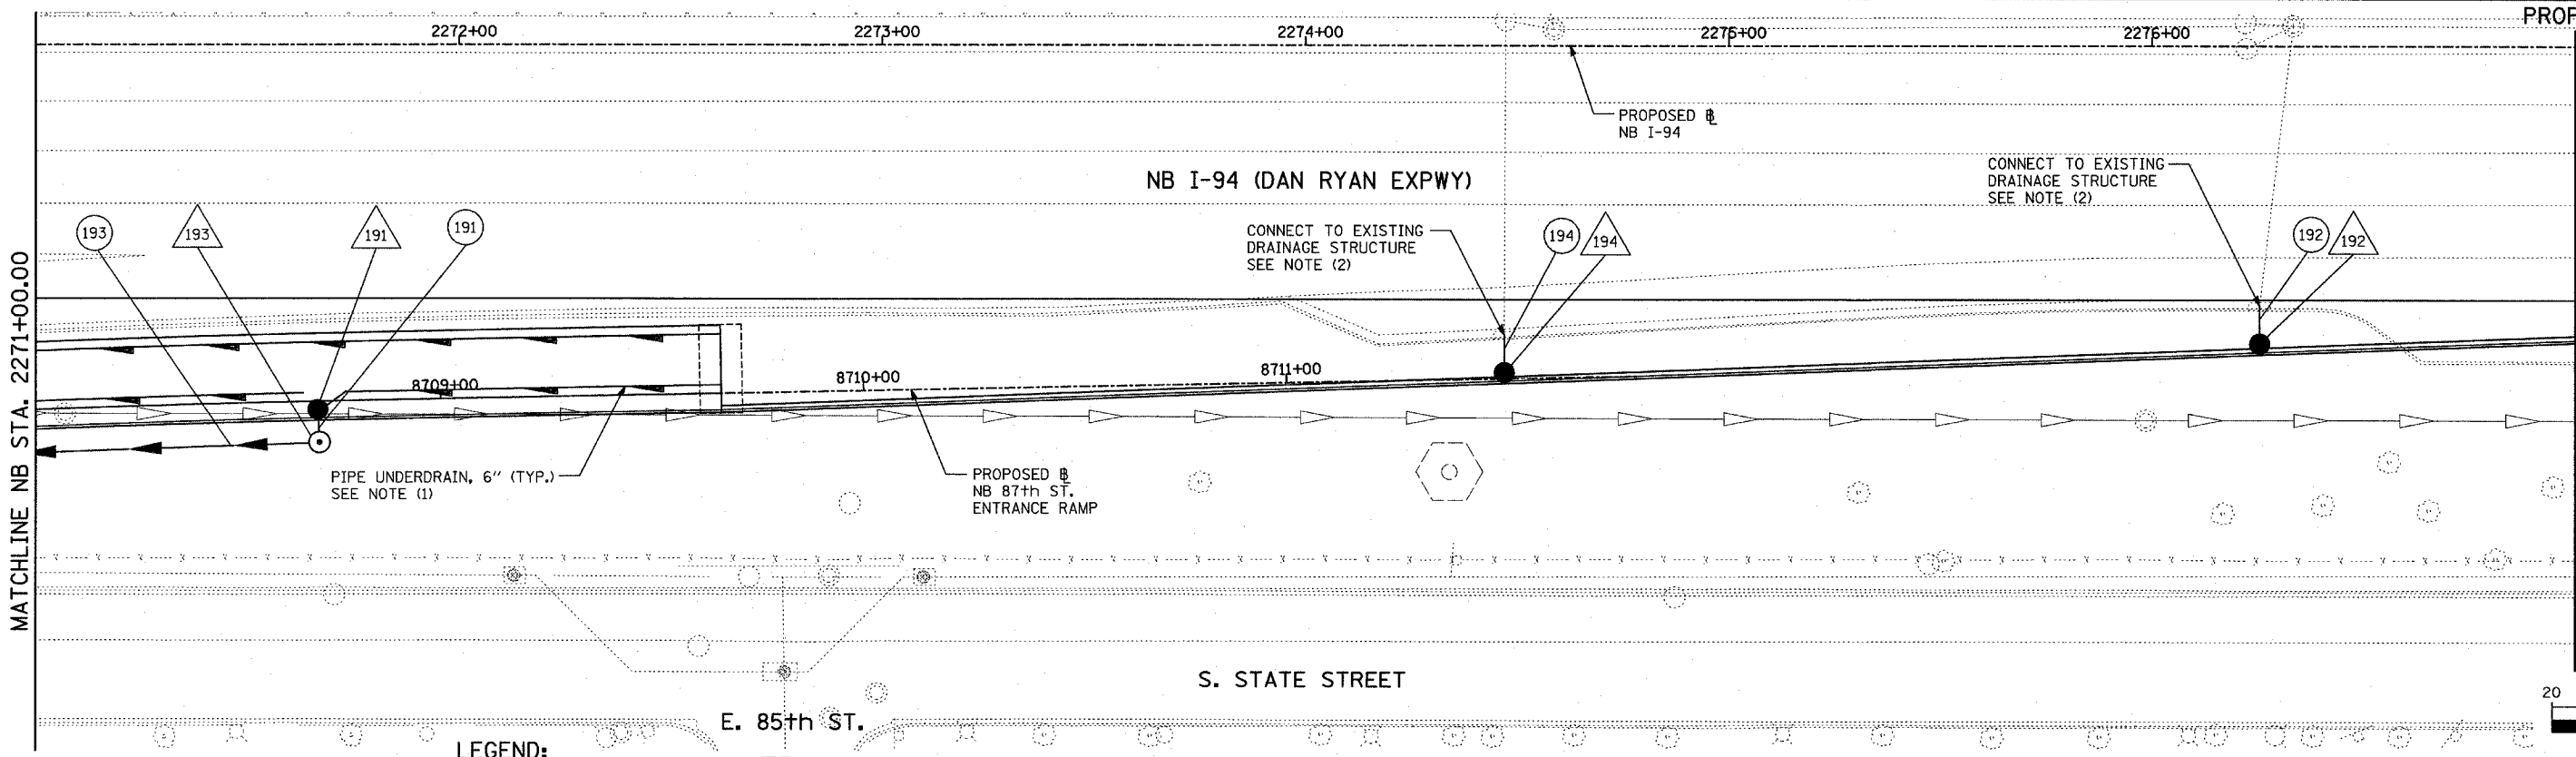 PROP
2272+00
2273+00
2274+00
2275+00
2276+00
PROPOSED B
NB I-94
NB I-94 (DAN RYAN EXPWY)
CONNECT TO EXISTING
DRAINAGE STRUCTURE
SEE NOTE (2)
193
193
191
191
CONNECT TO EXISTING
DRAINAGE STRUCTURE
SEE NOTE (2)
194
194
192
192
MATCHLINE NB STA. 2271+00.00
8709+00
8710+00
8711+00
PIPE UNDERDRAIN, 6" (TYP.)
SEE NOTE (1)
PROPOSED B
NB 87th ST.
ENTRANCE RAMP
S. STATE STREET
20
E. 85th ST.
LEGEND: